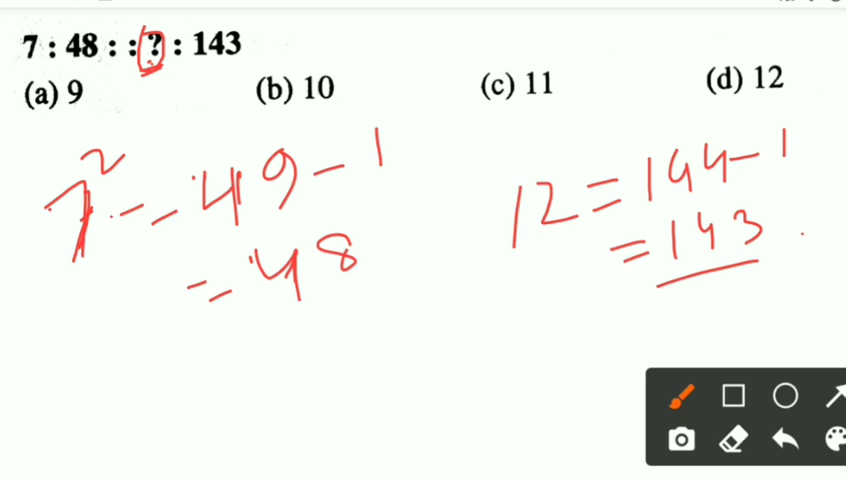 7 : 48 : : ? : 143
(a) 9 (b) 10 (c) 11 (d) 12
7² = 49 - 1
= 48
12 = 144 - 1
= 143